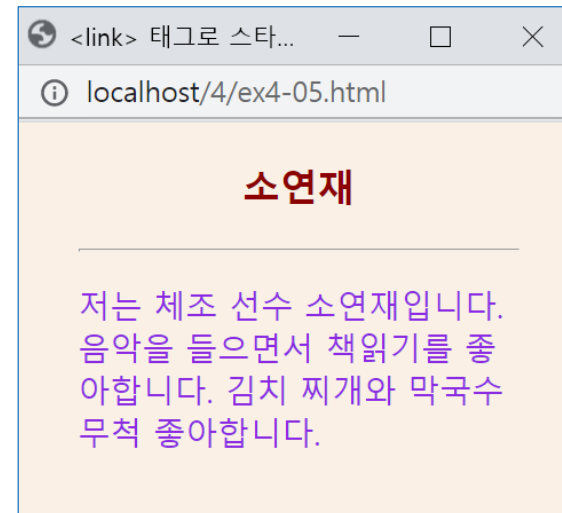 <link> 태그로 스타...
localhost/4/ex4-05.html
소연재
저는 체조 선수 소연재입니다.
음악을 들으면서 책읽기를 좋
아합니다. 김치 찌개와 막국수
무척 좋아합니다.